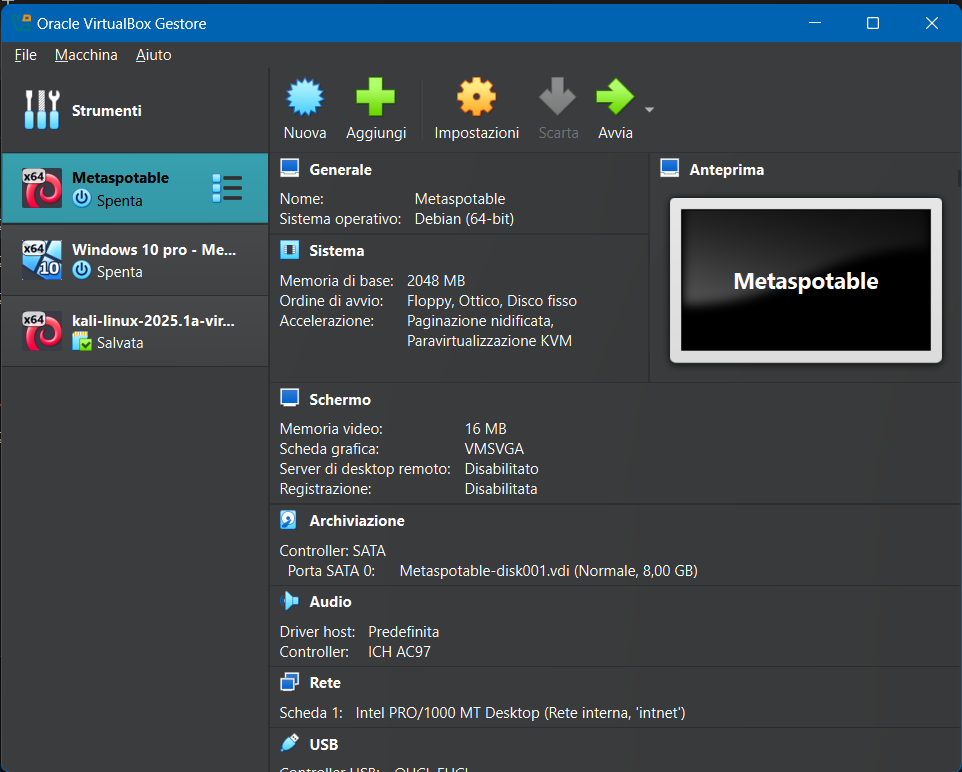 Oracle VirtualBox Gestore
File Macchina Aiuto
Strumenti
Nuova Aggiungi Impostazioni Scarta Avvia
x64
Metaspotable
Spenta
x64
10
Windows 10 pro - Me...
Spenta
x64
kali-linux-2025.1a-vir...
Salvata
Generale
Nome: Metaspotable
Sistema operativo: Debian (64-bit)
Anteprima
Metaspotable
Sistema
Memoria di base: 2048 MB
Ordine di avvio: Floppy, Ottico, Disco fisso
Accelerazione: Paginazione nidificata,
Paravirtualizzazione KVM
Schermo
Memoria video: 16 MB
Scheda grafica: VMSVGA
Server di desktop remoto: Disabilitato
Registrazione: Disabilitata
Archiviazione
Controller: SATA
Porta SATA 0: Metaspotable-disk001.vdi (Normale, 8,00 GB)
Audio
Driver host: Predefinita
Controller: ICH AC97
Rete
Scheda 1: Intel PRO/1000 MT Desktop (Rete interna, 'intnet')
USB
Controller USB: OHCI, EHCI